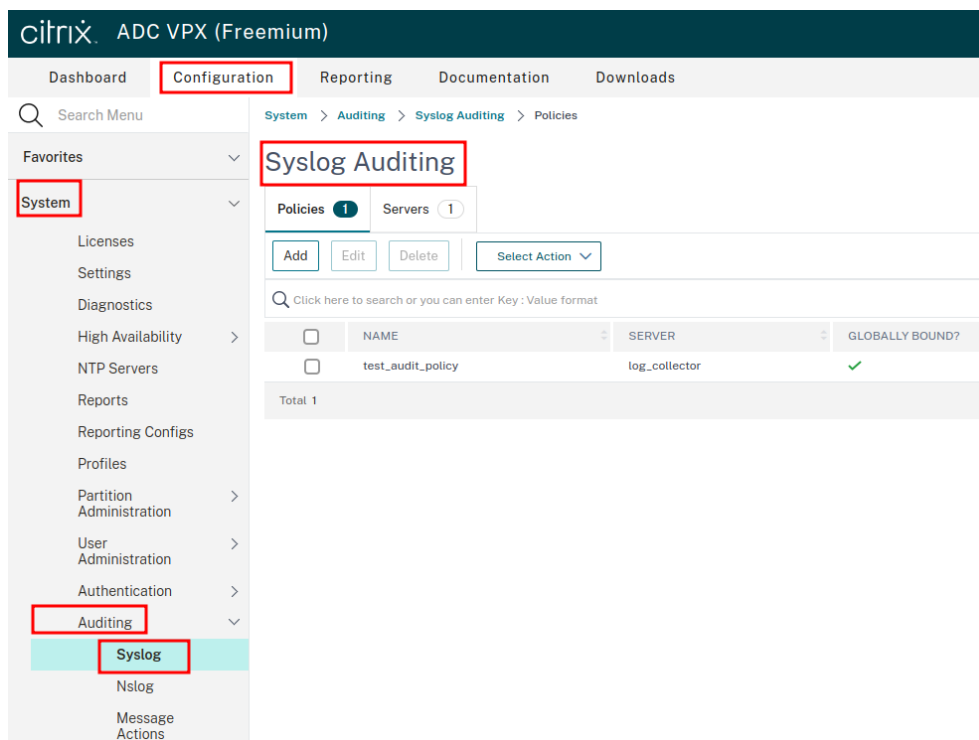 citrix. ADC VPX (Freemium)
Dashboard Configuration Reporting Documentation Downloads
Search Menu
Favorites
System
Licenses
Settings
Diagnostics
High Availability
NTP Servers
Reports
Reporting Configs
Profiles
Partition
Administration
User
Administration
Authentication
Auditing
Syslog
Nslog
Message
Actions
System > Auditing > Syslog Auditing > Policies
Syslog Auditing
Policies 1 Servers 1
Add Edit Delete Select Action
Click here to search or you can enter Key : Value format
NAME SERVER GLOBALLY BOUND?
test_audit_policy log_collector
Total 1